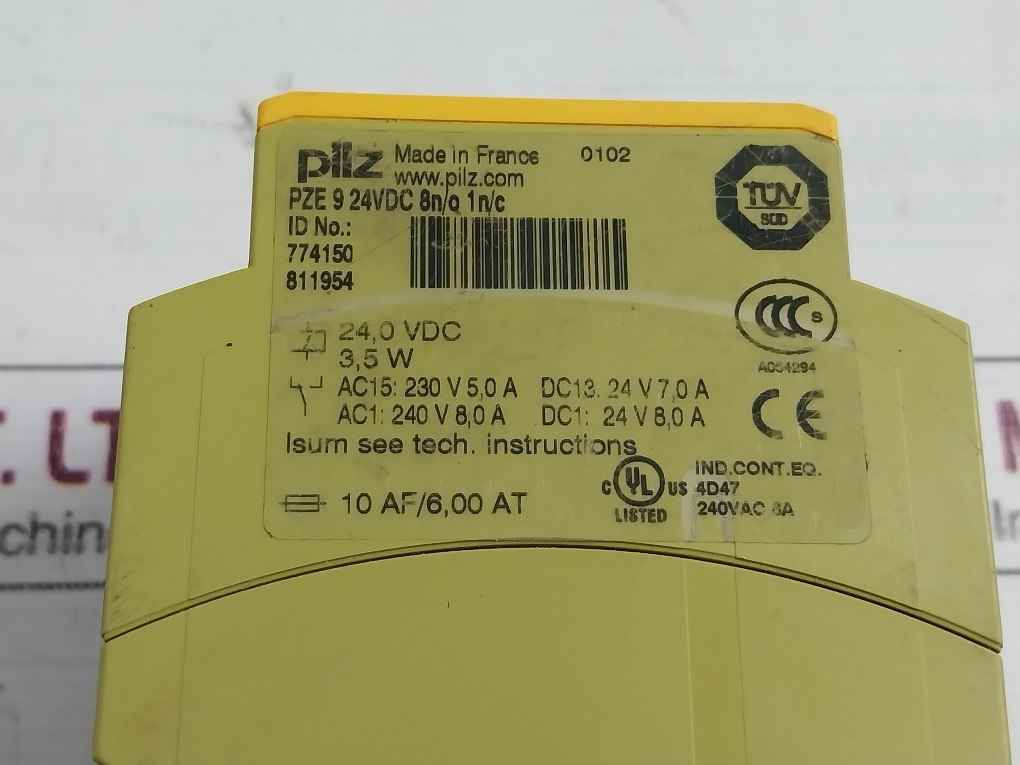 pilz Made in France 0102
www.pilz.com
PZE 9 24VDC 8n/o 1n/c
ID No.:
774150
811954
TÜV
SÜD
CCC S
A054294
24,0 VDC
3,5 W
AC15: 230 V 5,0 A DC13: 24 V 7,0 A
AC1: 240 V 8,0 A DC1: 24 V 8,0 A
CE
Isum see tech. instructions
10 AF/6,00 AT
C UL US
LISTED
IND.CONT.EQ.
4D47
240VAC 8A